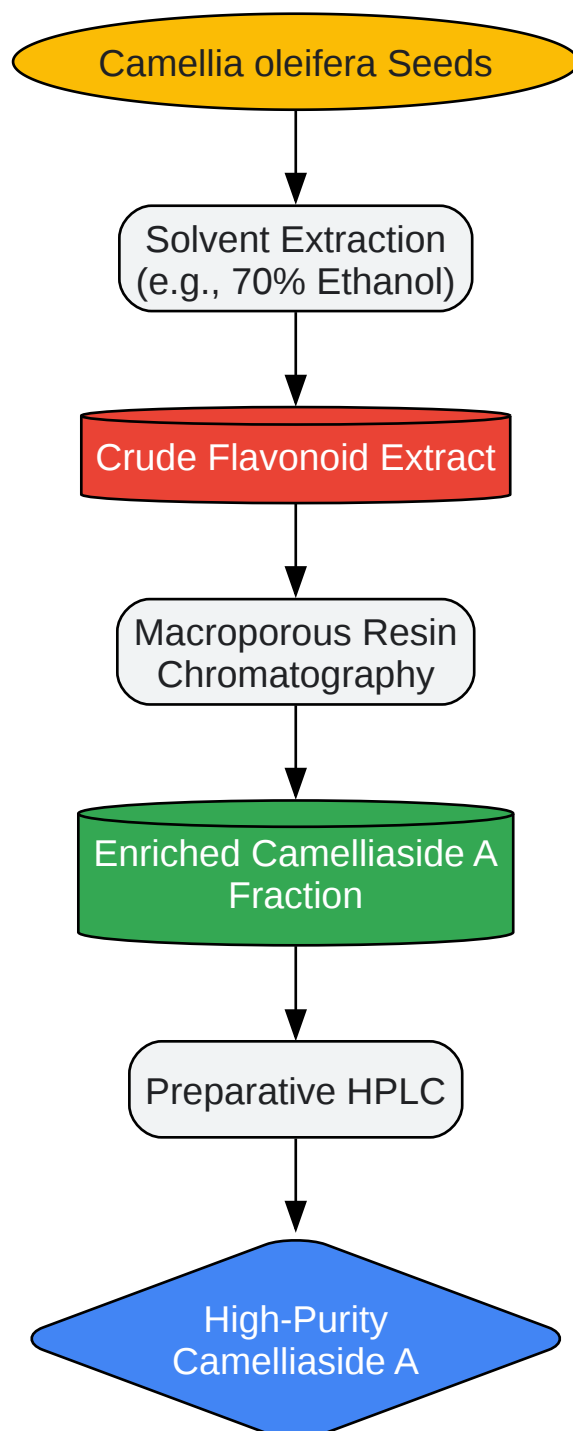 Camellia oleifera Seeds
Solvent Extraction
(e.g., 70% Ethanol)
Crude Flavonoid Extract
Macroporous Resin
Chromatography
Enriched Camelliaside A
Fraction
Preparative HPLC
High-Purity
Camelliaside A